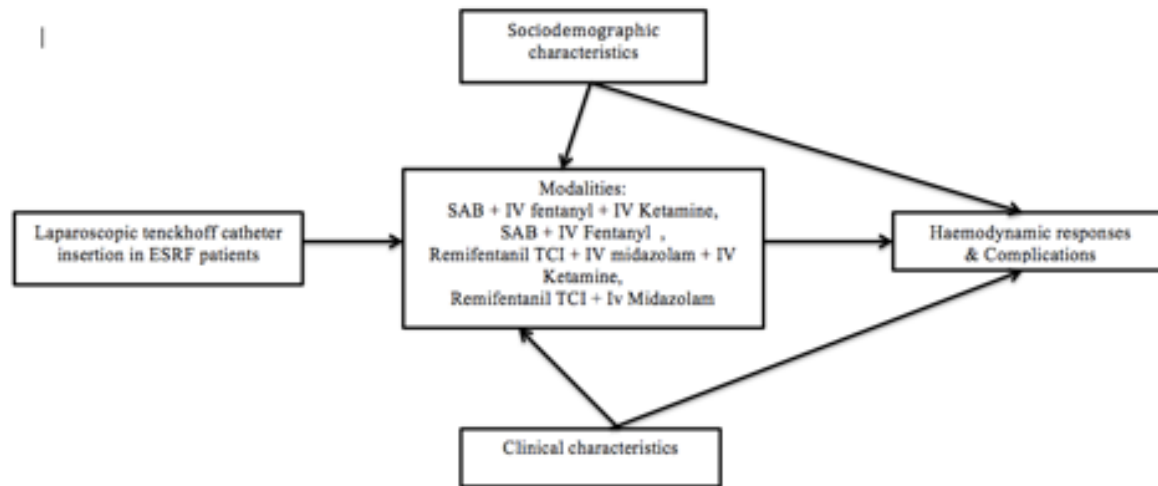 Sociodemographic
characteristics
Modalities:
SAB + IV fentanyl + IV Ketamine,
SAB + IV Fentanyl ,
Remifentanil TCI + IV midazolam + IV
Ketamine,
Remifentanil TCI + Iv Midazolam
Laparoscopic tenckhoff catheter
insertion in ESRF patients
Haemodynamic responses
& Complications
Clinical characteristics